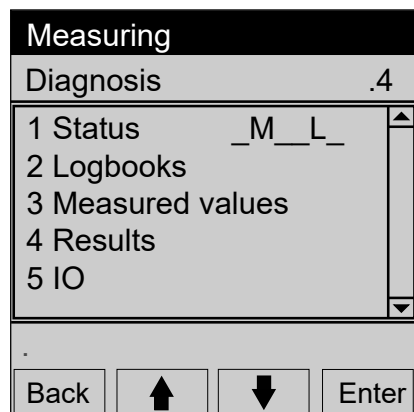 Measuring
Diagnosis .4
1 Status _M__L_
2 Logbooks
3 Measured values
4 Results
5 IO
.
Back Enter